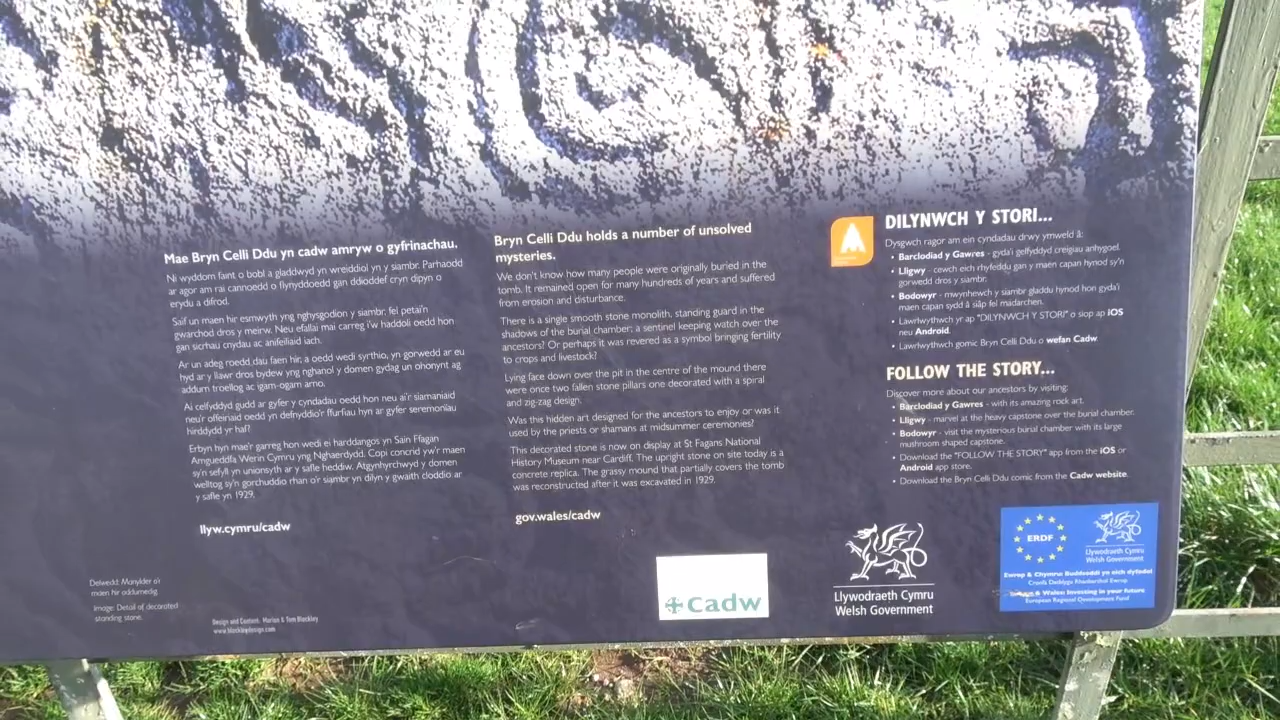 Mae Bryn Celli Ddu yn cadw amryw o gyfrinachau.
Ni wyddom faint o bobl a gladdwyd yn wreiddiol yn y siambr. Parhaodd
ar agor am rai cannoedd o flynyddoedd gan ddioddef cryn dipyn o
erydu a difrod.
Saif un maen hir esmwyth yng nghysgodion y siambr, fel petai'n
gwarchod dros y meirw. Neu efallai mai carreg i'w haddoli oedd hon
gan sicrhau cnydau ac anifeiliaid iach.
Ar un adeg roedd dau faen hir, a oedd wedi syrthio, yn gorwedd ar eu
hyd ar y llawr dros bydew yng nghanol y domen gydag un ohonynt ag
addurn troellog ac igam-ogam arno.
Ai celfyddyd gudd ar gyfer y cyndadau oedd hon neu ai'r siamaniaid
neu'r offeiriaid oedd yn defnyddio'r ffurfiau hyn ar gyfer seremonïau
hirddydd yr haf?
Erbyn hyn mae'r garreg hon wedi ei harddangos yn Sain Ffagan
Amgueddfa Werin Cymru yng Nghaerdydd. Copi concrid yw'r maen
sy'n sefyll yn unionsyth ar y safle heddiw. Atgynhyrchwyd y domen
welltog sy'n gorchuddio rhan o'r siambr yn dilyn y gwaith cloddio ar
y safle yn 1929.
llyw.cymru/cadw
Delwedd: Manylder o'r
maen hir addurnedig
Image: Detail of decorated
standing stone.
Design and Content: Marion & Tom Blockley
www.blockleydesign.com
Bryn Celli Ddu holds a number of unsolved
mysteries.
We don't know how many people were originally buried in the
tomb. It remained open for many hundreds of years and suffered
from erosion and disturbance.
There is a single smooth stone monolith, standing guard in the
shadows of the burial chamber; a sentinel keeping watch over the
ancestors? Or perhaps it was revered as a symbol bringing fertility
to crops and livestock?
Lying face down over the pit in the centre of the mound there
were once two fallen stone pillars one decorated with a spiral
and zig-zag design.
Was this hidden art designed for the ancestors to enjoy or was it
used by the priests or shamans at midsummer ceremonies?
This decorated stone is now on display at St Fagans National
History Museum near Cardiff. The upright stone on site today is a
concrete replica. The grassy mound that partially covers the tomb
was reconstructed after it was excavated in 1929.
gov.wales/cadw
Cadw
DILYNWCH Y STORI...
Dysgwch ragor am ein cyndadau drwy ymweld â:
• Barclodiad y Gawres - gyda'i gelfyddyd creigiau anhygoel.
• Lligwy - cewch eich rhyfeddu gan y maen capan hynod sy'n
gorwedd dros y siambr.
• Bodowyr - mwynhewch y siambr gladdu hynod hon gyda'i
maen capan sydd â siâp fel madarchen.
• Lawrlwythwch yr ap "DILYNWCH Y STORI" o siop ap iOS
neu Android.
• Lawrlwythwch gomic Bryn Celli Ddu o wefan Cadw
FOLLOW THE STORY...
Discover more about our ancestors by visiting:
• Barclodiad y Gawres - with its amazing rock art.
• Lligwy - marvel at the heavy capstone over the burial chamber.
• Bodowyr - visit the mysterious burial chamber with its large
mushroom shaped capstone.
• Download the "FOLLOW THE STORY" app from the iOS or
Android app store.
• Download the Bryn Celli Ddu comic from the Cadw website.
Llywodraeth Cymru
Welsh Government
ERDF
Llywodraeth Cymru
Welsh Government
Ewrop & Chymru: Buddsoddi yn eich dyfodol
Cronfa Datblygu Rhanbarthol Ewrop
& Wales: Investing in your future
European Regional Development Fund